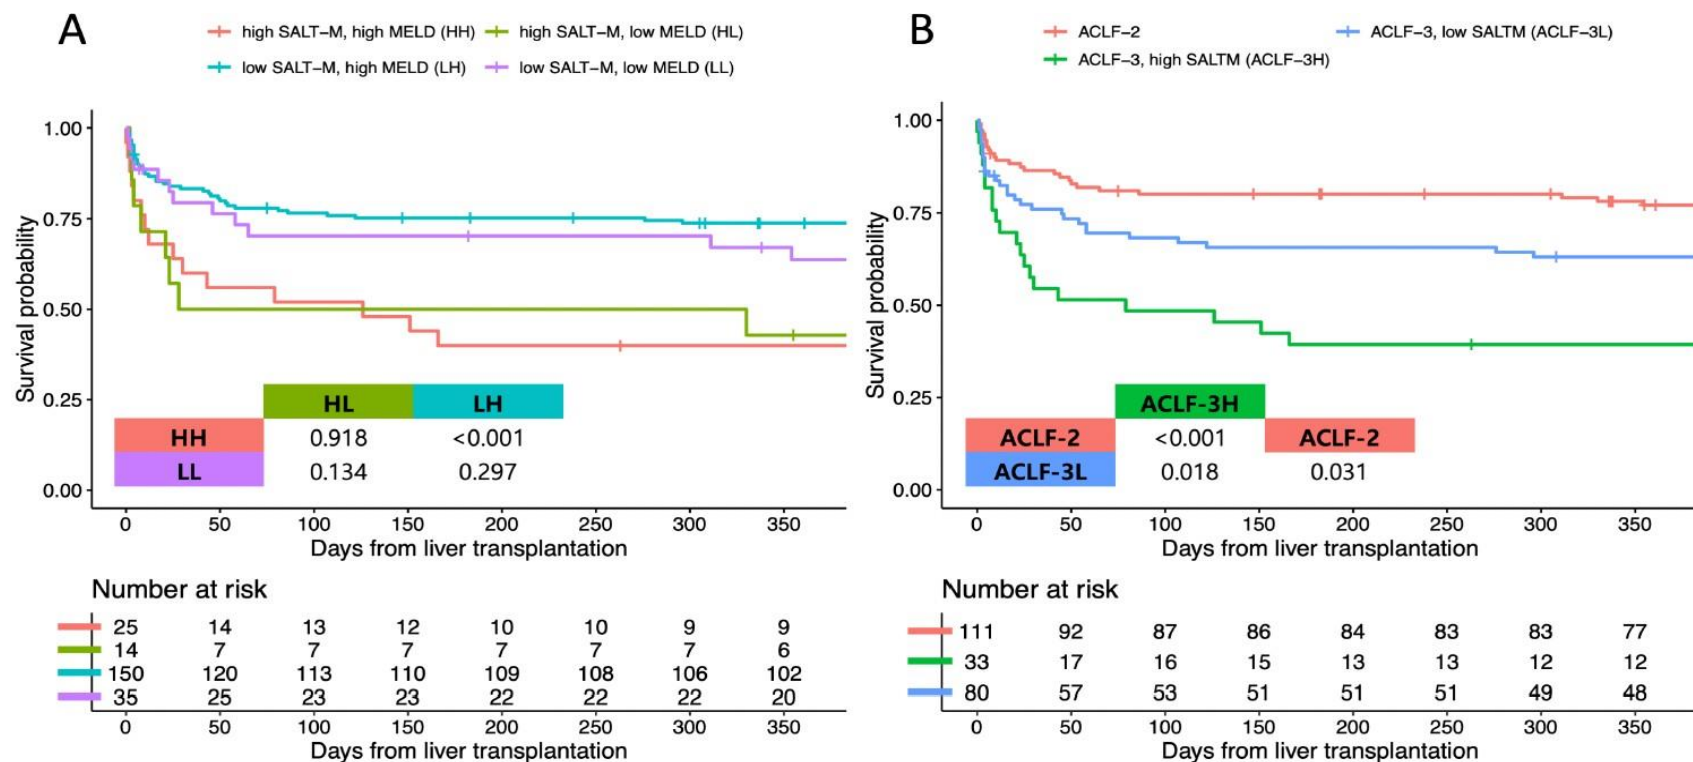 A
high SALT-M, high MELD (HH)
high SALT-M, low MELD (HL)
low SALT-M, high MELD (LH)
low SALT-M, low MELD (LL)
Survival probability
1.00
0.75
0.50
0.25
0.00
HL LH
HH 0.918 <0.001
LL 0.134 0.297
0 50 100 150 200 250 300 350
Days from liver transplantation
Number at risk
25 14 13 12 10 10 9 9
14 7 7 7 7 7 7 6
150 120 113 110 109 108 106 102
35 25 23 23 22 22 22 20
0 50 100 150 200 250 300 350
Days from liver transplantation
B
ACLF-2
ACLF-3, low SALTM (ACLF-3L)
ACLF-3, high SALTM (ACLF-3H)
Survival probability
1.00
0.75
0.50
0.25
0.00
ACLF-3H
ACLF-2 <0.001 ACLF-2
ACLF-3L 0.018 0.031
0 50 100 150 200 250 300 350
Days from liver transplantation
Number at risk
111 92 87 86 84 83 83 77
33 17 16 15 13 13 12 12
80 57 53 51 51 51 49 48
0 50 100 150 200 250 300 350
Days from liver transplantation